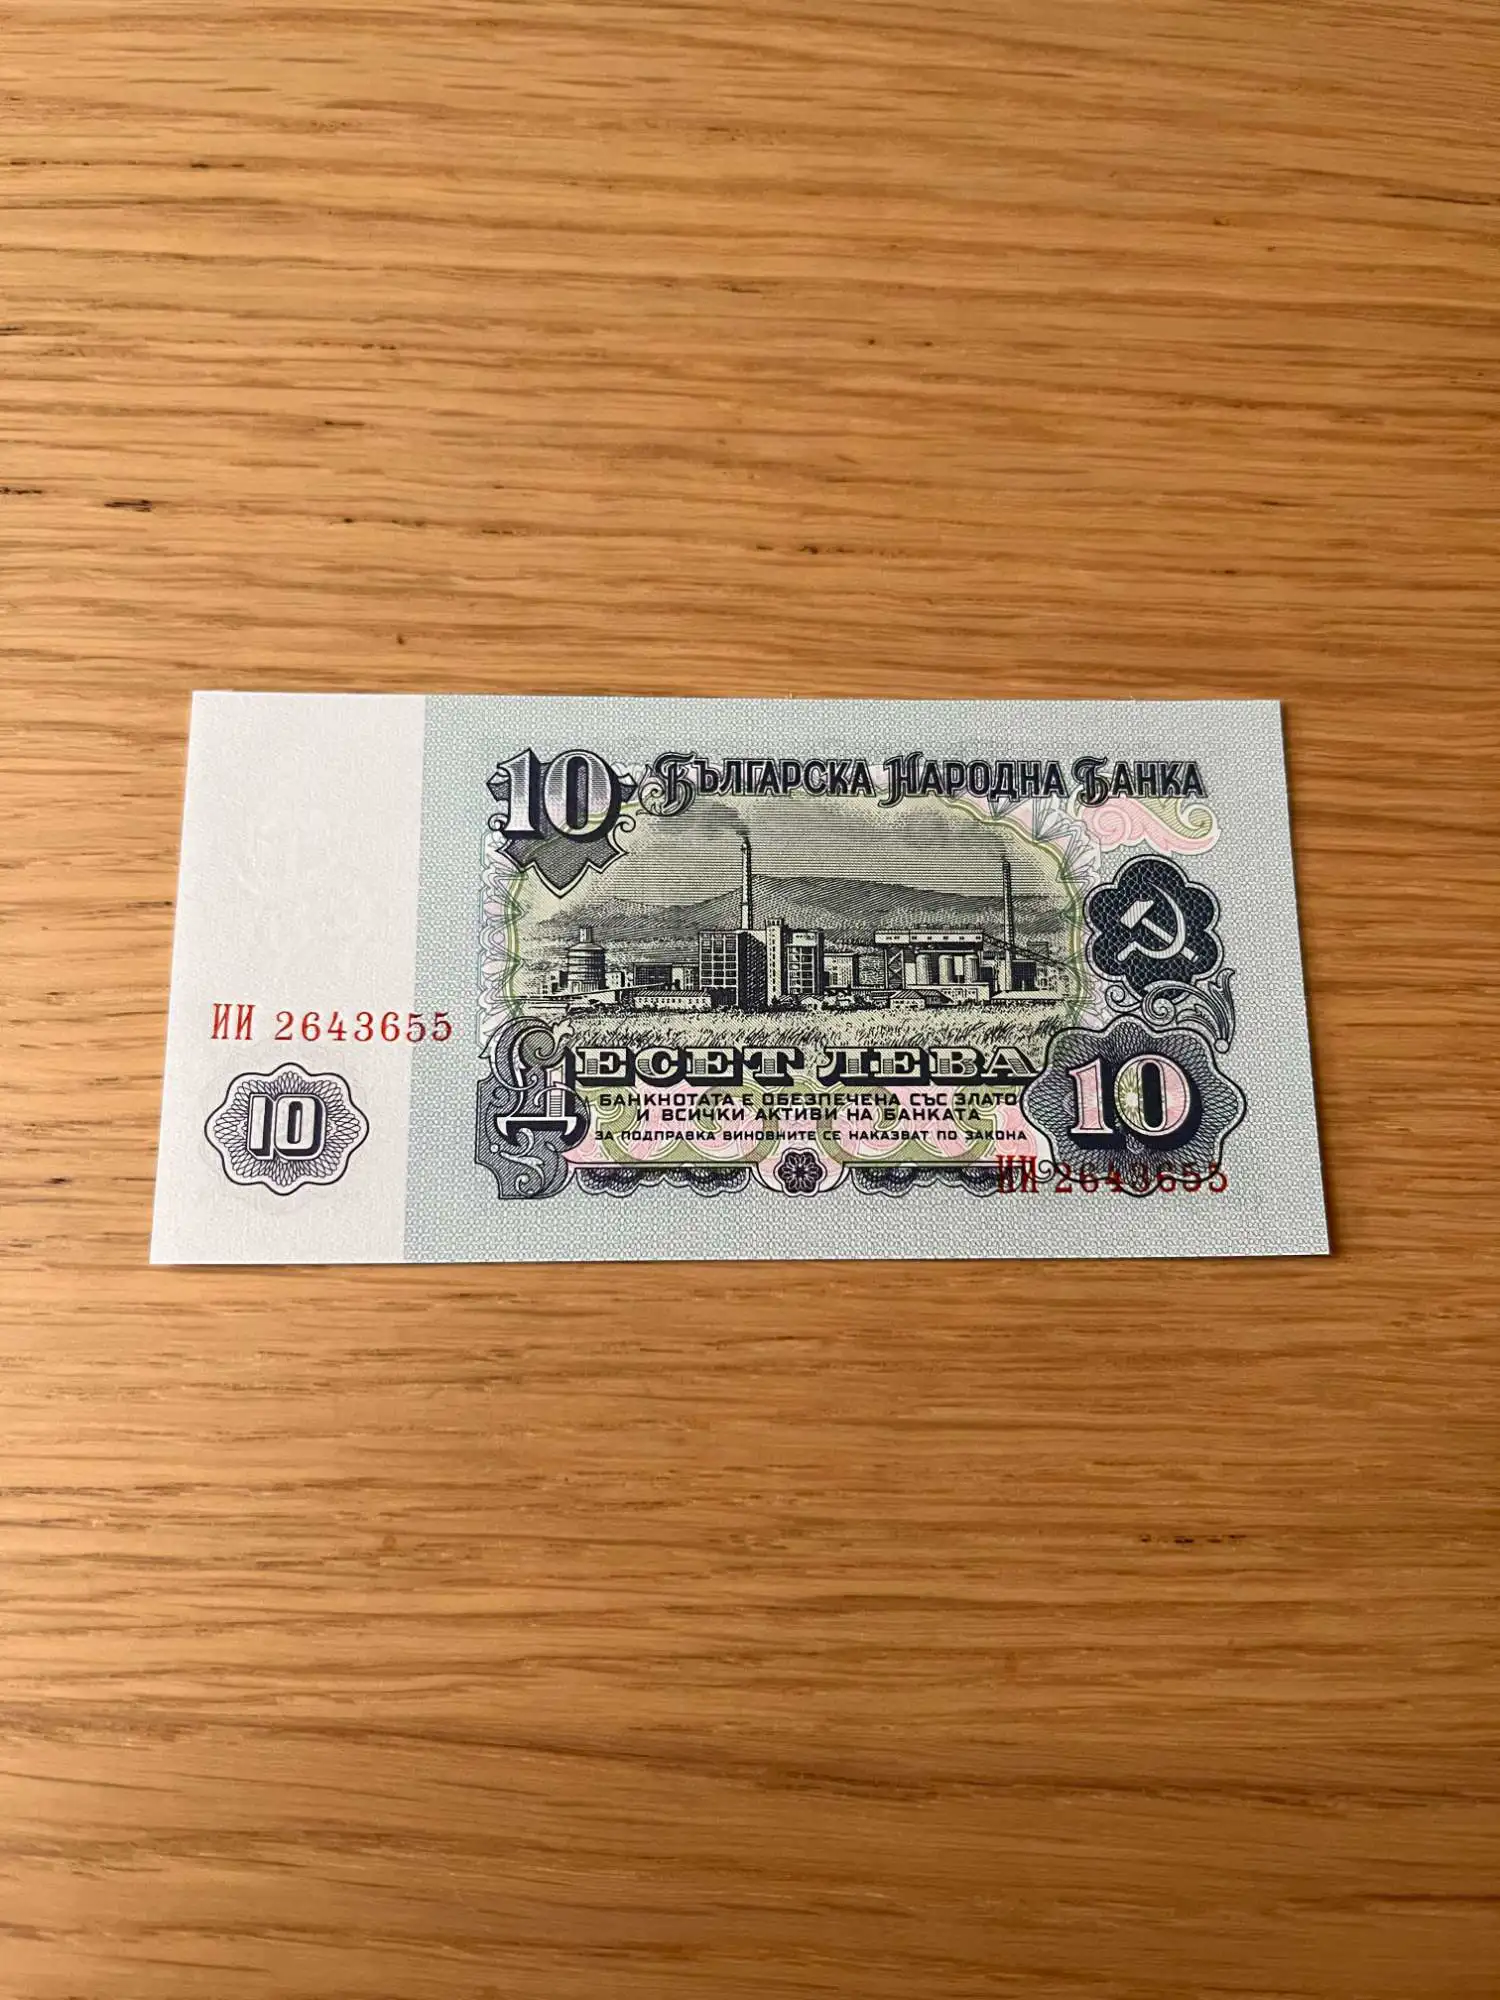 10 БЪЛГАРСКА НАРОДНА БАНКА
ИИ 2643655
10
ДЕСЕТ ЛЕВА
БАНКНОТАТА Е ОБЕЗПЕЧЕНА СЪС ЗЛАТО
И ВСИЧКИ АКТИВИ НА БАНКАТА
ЗА ПОДПРАВКА ВИНОВНИТЕ СЕ НАКАЗВАТ ПО ЗАКОНА
10
ИИ 2643655